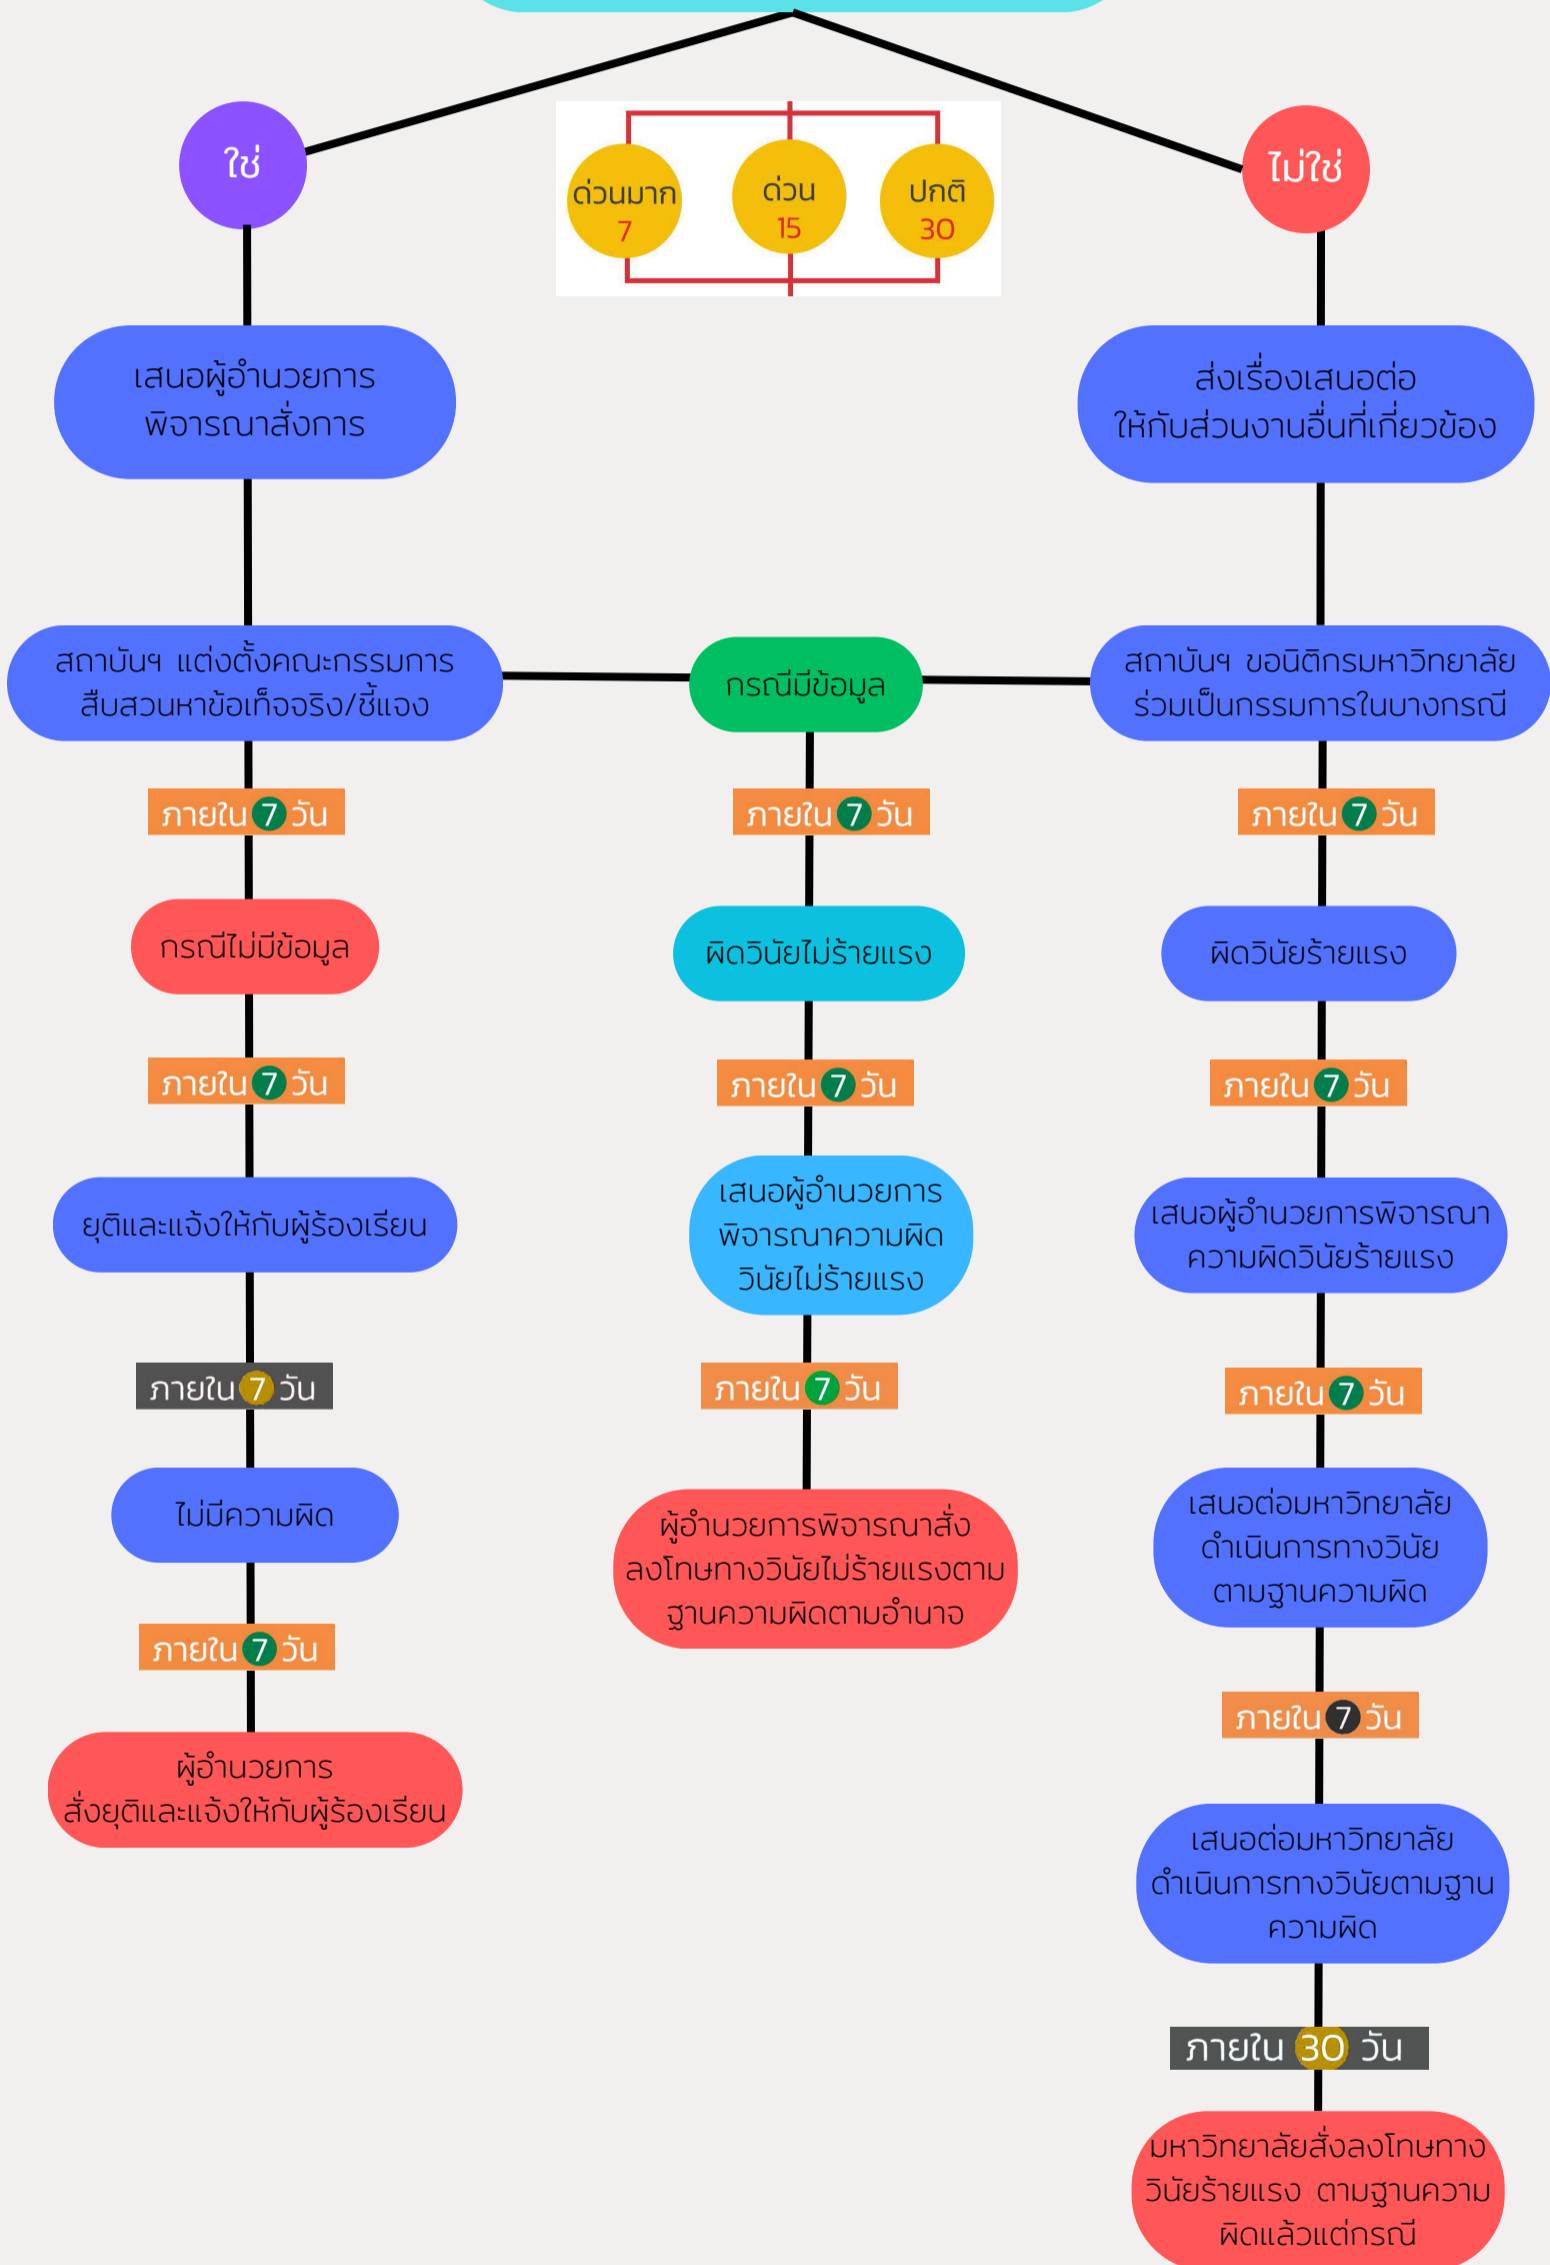 ใช่
ด่วนมาก
7
ด่วน
15
ปกติ
30
ไม่ใช่
เสนอผู้อำนวยการ
พิจารณาสั่งการ
ส่งเรื่องเสนอต่อ
ให้กับส่วนงานอื่นที่เกี่ยวข้อง
สถาบันฯ แต่งตั้งคณะกรรมการ
สืบสวนหาข้อเท็จจริง/ชี้แจง
กรณีมีข้อมูล
สถาบันฯ ขอนิติกรมหาวิทยาลัย
ร่วมเป็นกรรมการในบางกรณี
ภายใน 7 วัน
ภายใน 7 วัน
ภายใน 7 วัน
กรณีไม่มีข้อมูล
ผิดวินัยไม่ร้ายแรง
ผิดวินัยร้ายแรง
ภายใน 7 วัน
ภายใน 7 วัน
ภายใน 7 วัน
ยุติและแจ้งให้กับผู้ร้องเรียน
เสนอผู้อำนวยการ
พิจารณาความผิด
วินัยไม่ร้ายแรง
เสนอผู้อำนวยการพิจารณา
ความผิดวินัยร้ายแรง
ภายใน 7 วัน
ภายใน 7 วัน
ภายใน 7 วัน
ไม่มีความผิด
ผู้อำนวยการพิจารณาสั่ง
ลงโทษทางวินัยไม่ร้ายแรงตาม
ฐานความผิดตามอำนาจ
เสนอต่อมหาวิทยาลัย
ดำเนินการทางวินัย
ตามฐานความผิด
ภายใน 7 วัน
ภายใน 7 วัน
ผู้อำนวยการ
สั่งยุติและแจ้งให้กับผู้ร้องเรียน
เสนอต่อมหาวิทยาลัย
ดำเนินการทางวินัยตามฐาน
ความผิด
ภายใน 30 วัน
มหาวิทยาลัยสั่งลงโทษทาง
วินัยร้ายแรง ตามฐานความ
ผิดแล้วแต่กรณี